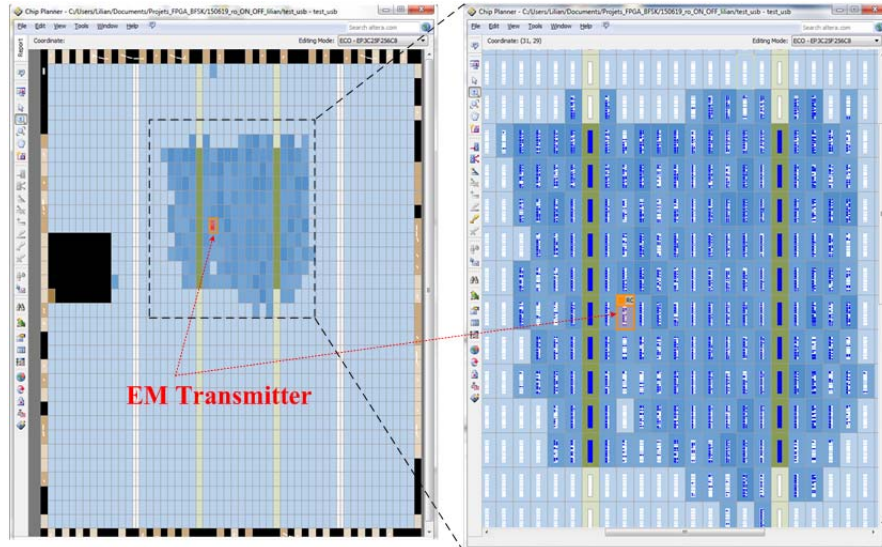 Chip Planner - C:/Users/Lilian/Documents/Projets_FPGA_BFSK/150619_ro_ON_OFF_lilian/test_usb - test_usb
File Edit View Tools Window Help
Search altera.com
Coordinate:
Editing Mode: ECO - EP3C25F256C8
Report
EM Transmitter
Chip Planner - C:/Users/Lilian/Documents/Projets_FPGA_BFSK/150619_ro_ON_OFF_lilian/test_usb - test_usb
File Edit View Tools Window Help
Search altera.com
Coordinate: (31, 29)
Editing Mode: ECO - EP3C25F256C8